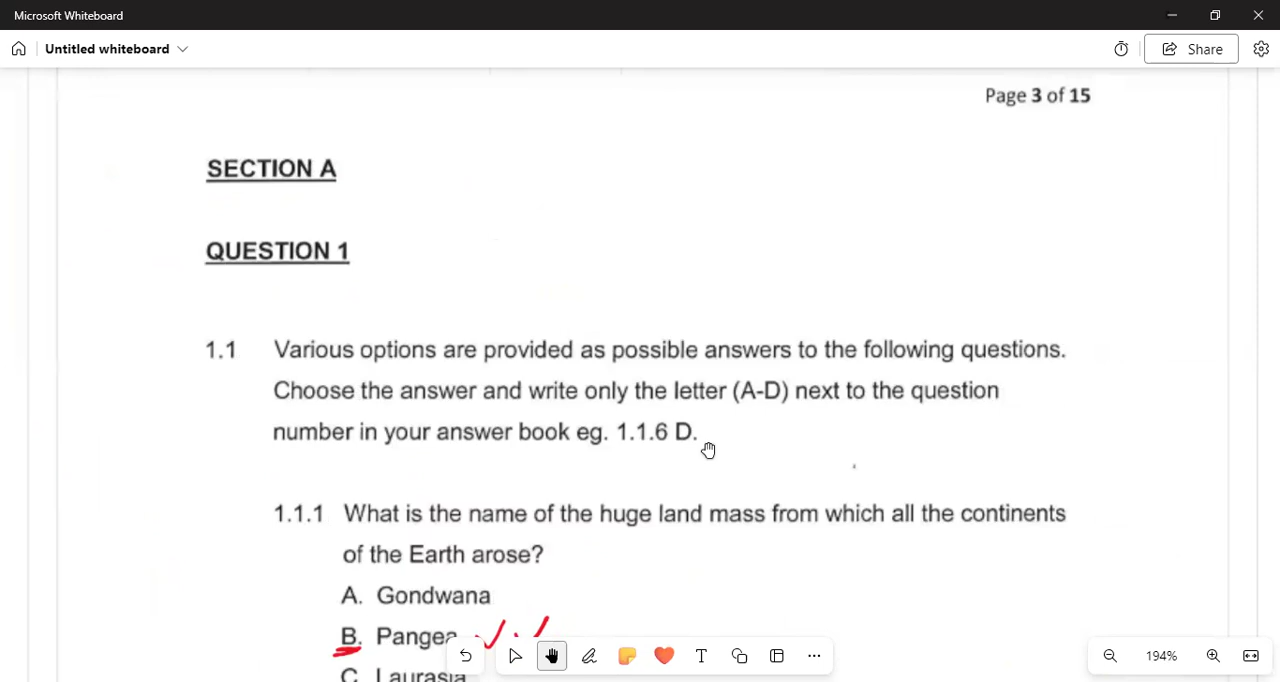 Microsoft Whiteboard
Untitled whiteboard
Share
Page 3 of 15
SECTION A
QUESTION 1
1.1 Various options are provided as possible answers to the following questions.
Choose the answer and write only the letter (A-D) next to the question
number in your answer book eg. 1.1.6 D.
1.1.1 What is the name of the huge land mass from which all the continents
of the Earth arose?
A. Gondwana
B. Pangea
C. Laurasia
194%